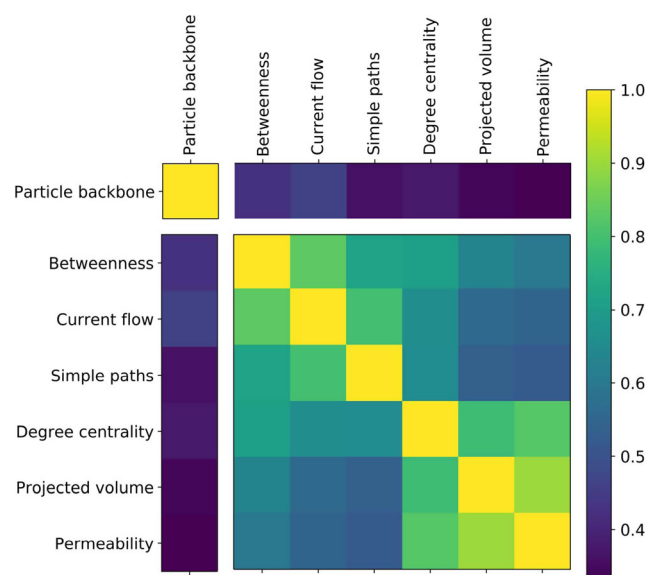 Particle backbone
Betweenness
Current flow
Simple paths
Degree centrality
Projected volume
Permeability
1.0
Particle backbone
0.9
Betweenness
0.8
Current flow
0.7
Simple paths
0.6
Degree centrality
0.5
Projected volume
0.4
Permeability